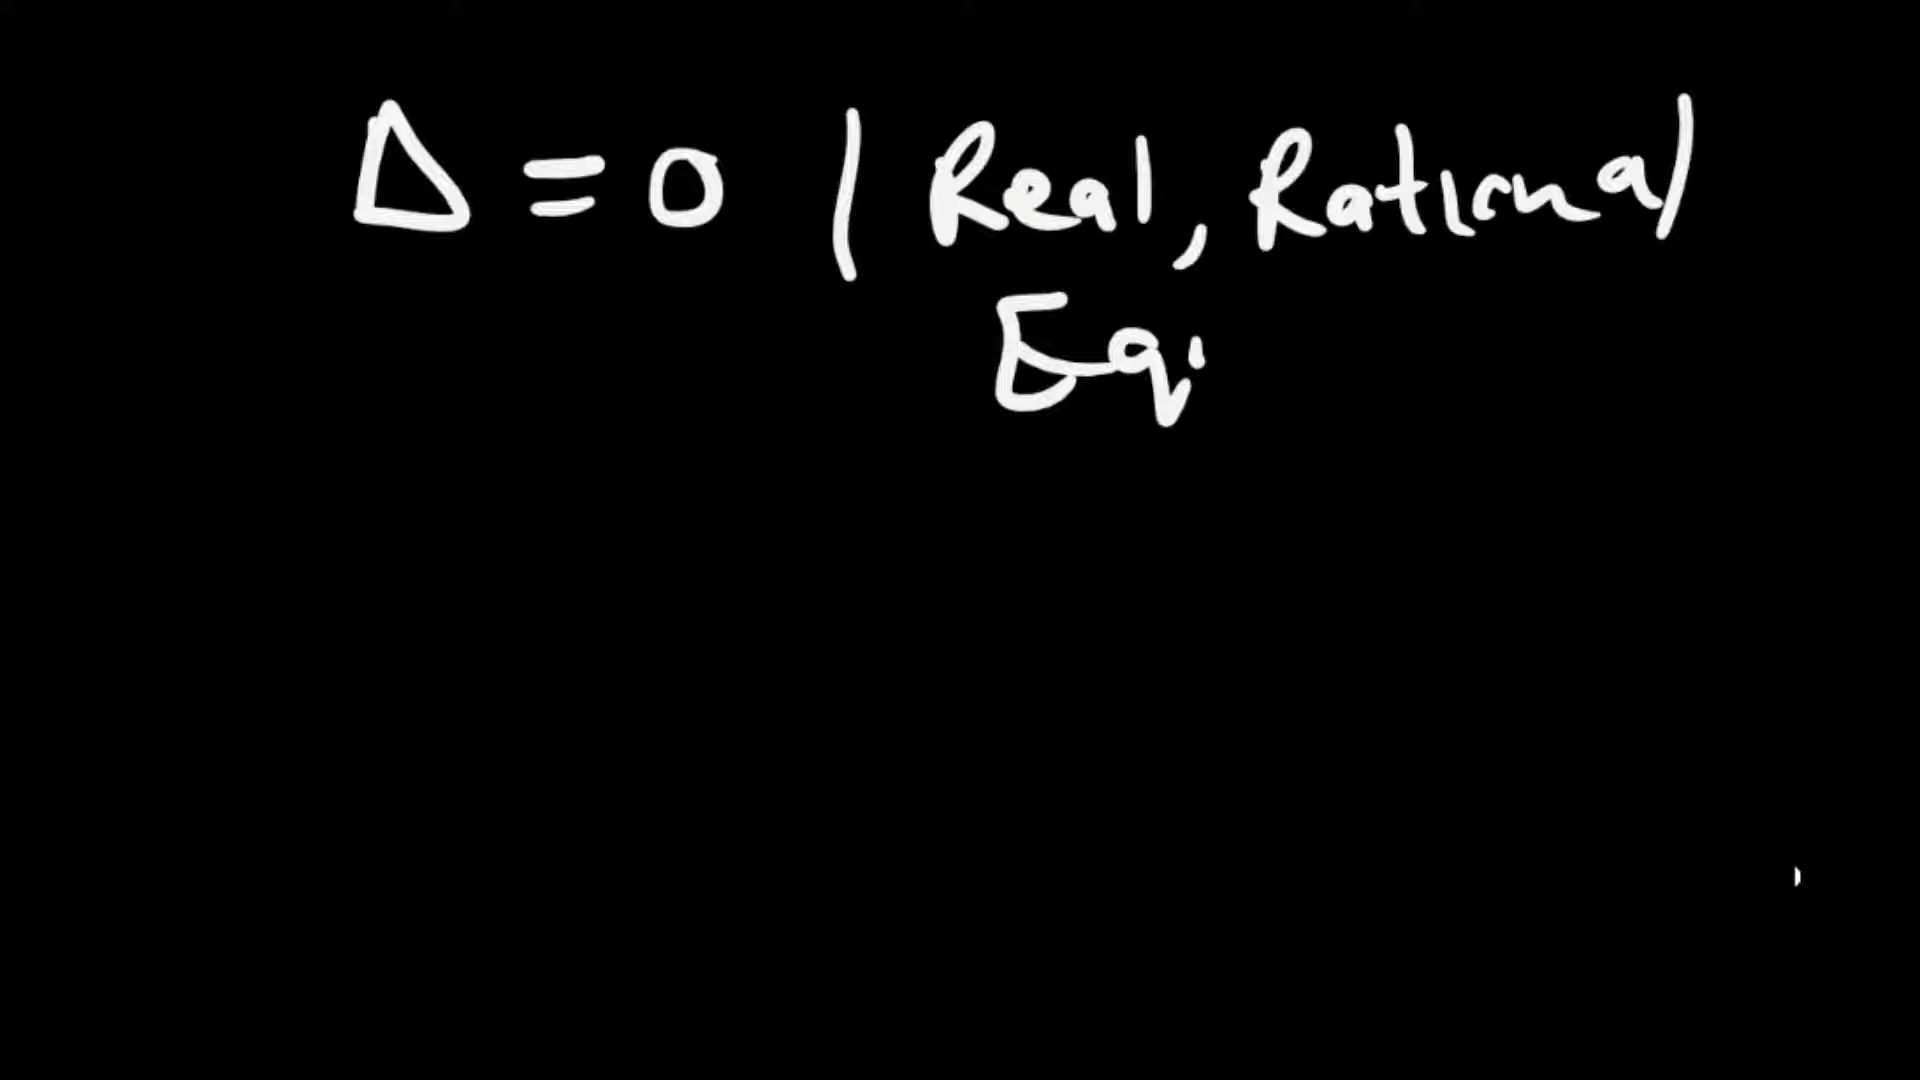 Δ = 0 | Real, Rational
Eq